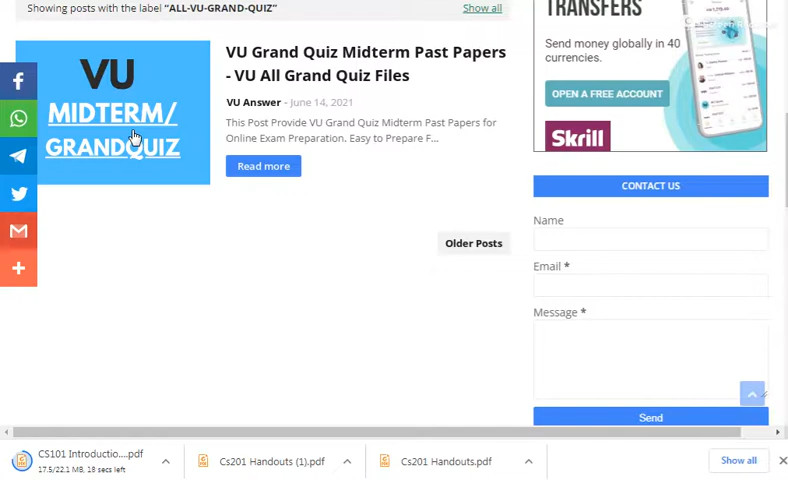 Showing posts with the label "ALL-VU-GRAND-QUIZ"
Show all
VU
MIDTERM/
GRANDQUIZ
VU Grand Quiz Midterm Past Papers
- VU All Grand Quiz Files
VU Answer - June 14, 2021
This Post Provide VU Grand Quiz Midterm Past Papers for
Online Exam Preparation. Easy to Prepare F...
Read more
Older Posts
TRANSFERS
Send money globally in 40
currencies.
OPEN A FREE ACCOUNT
Skrill
CONTACT US
Name
Email *
Message *
Send
CS101 Introductio....pdf
17.5/22.1 MB, 18 secs left
Cs201 Handouts (1).pdf
Cs201 Handouts.pdf
Show all